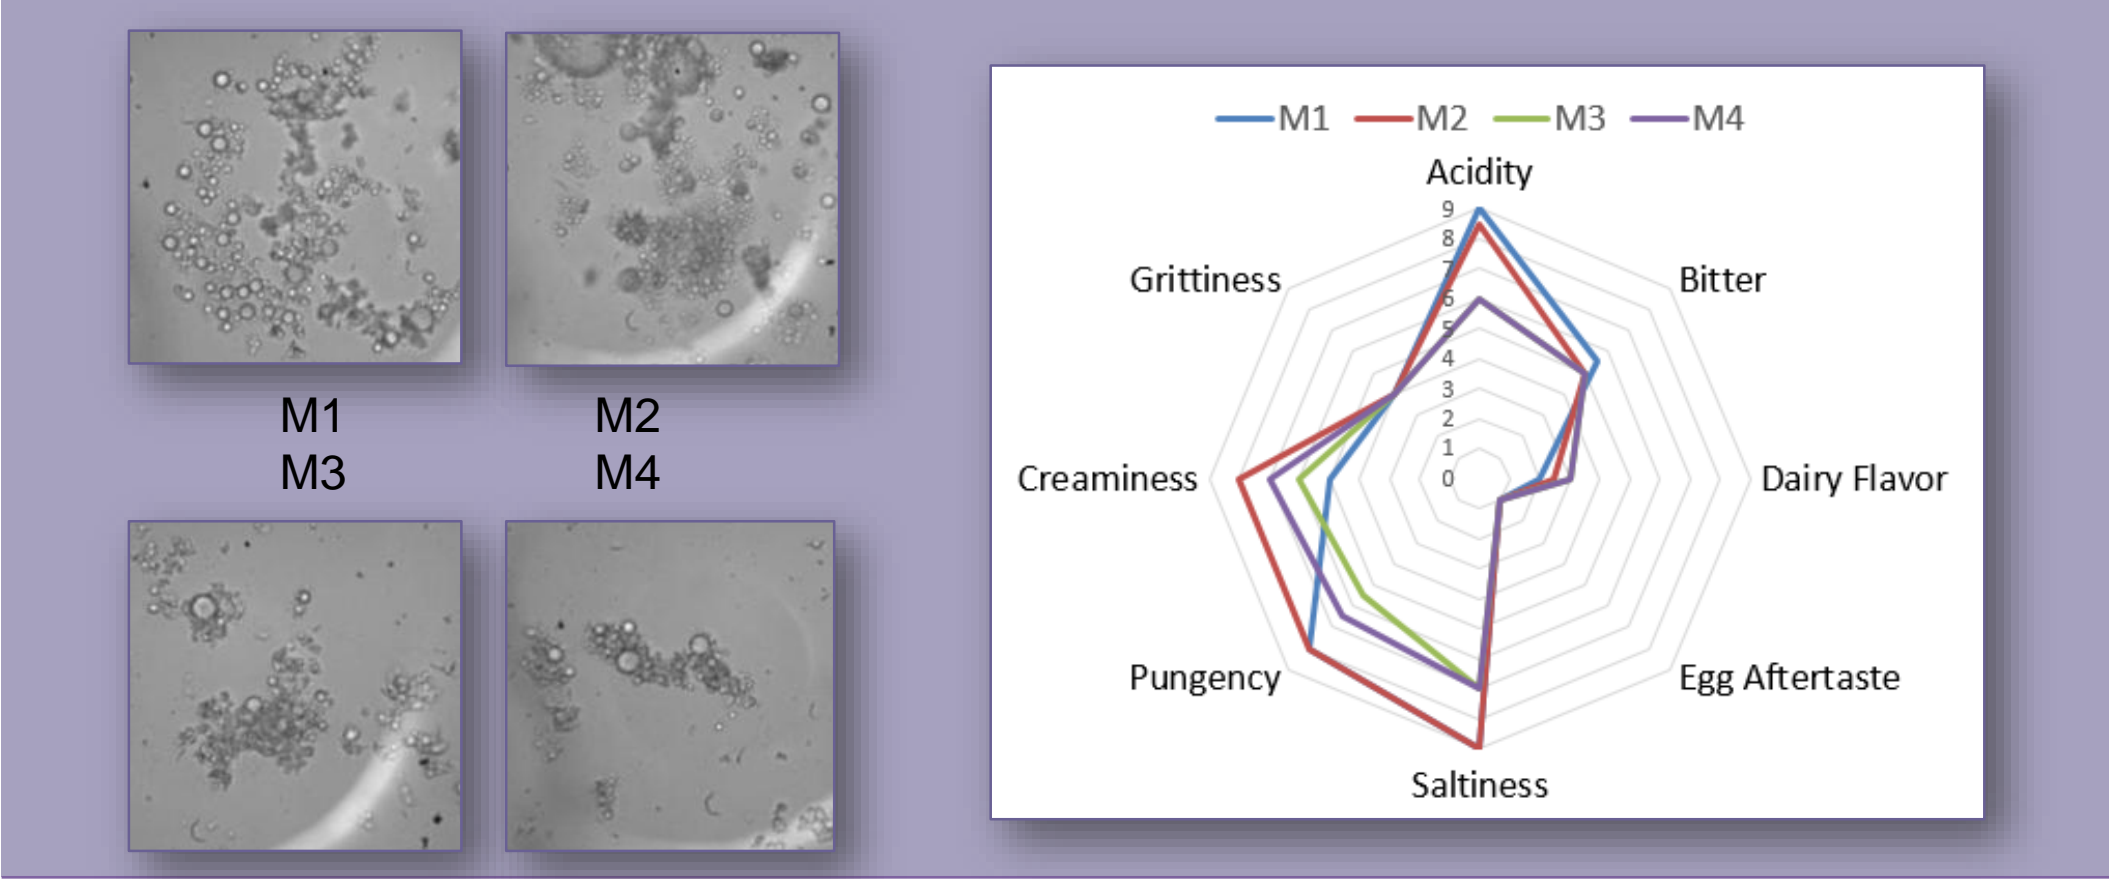 M1 M2
M3 M4
M1 M2 M3 M4
Acidity
9
8
7
6
5
4
3
2
1
0
Grittiness
Bitter
Creaminess
Dairy Flavor
Pungency
Egg Aftertaste
Saltiness